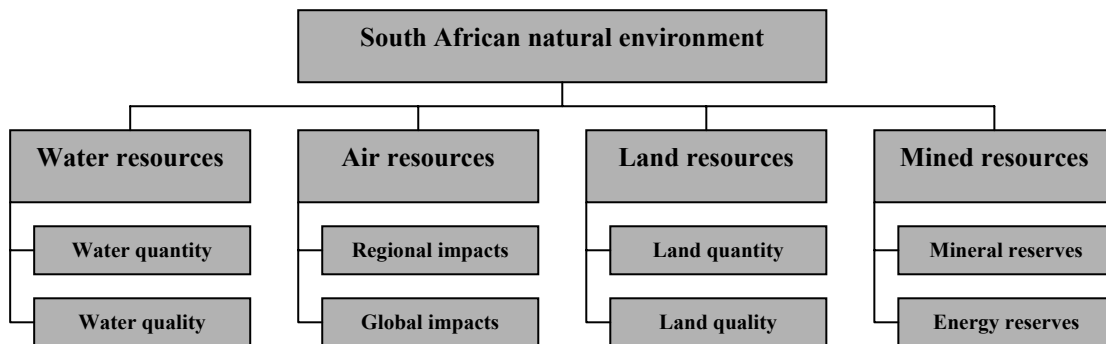 South African natural environment
Water resources
Air resources
Land resources
Mined resources
Water quantity
Regional impacts
Land quantity
Mineral reserves
Water quality
Global impacts
Land quality
Energy reserves